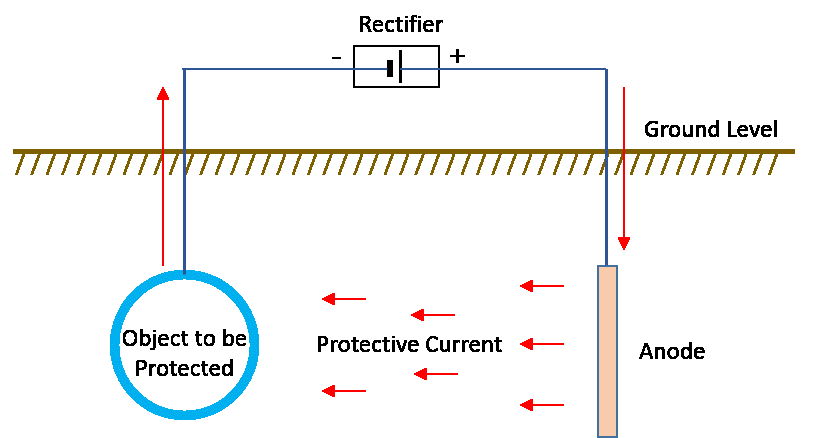 Rectifier
- +
Ground Level
Object to be
Protected
Protective Current
Anode